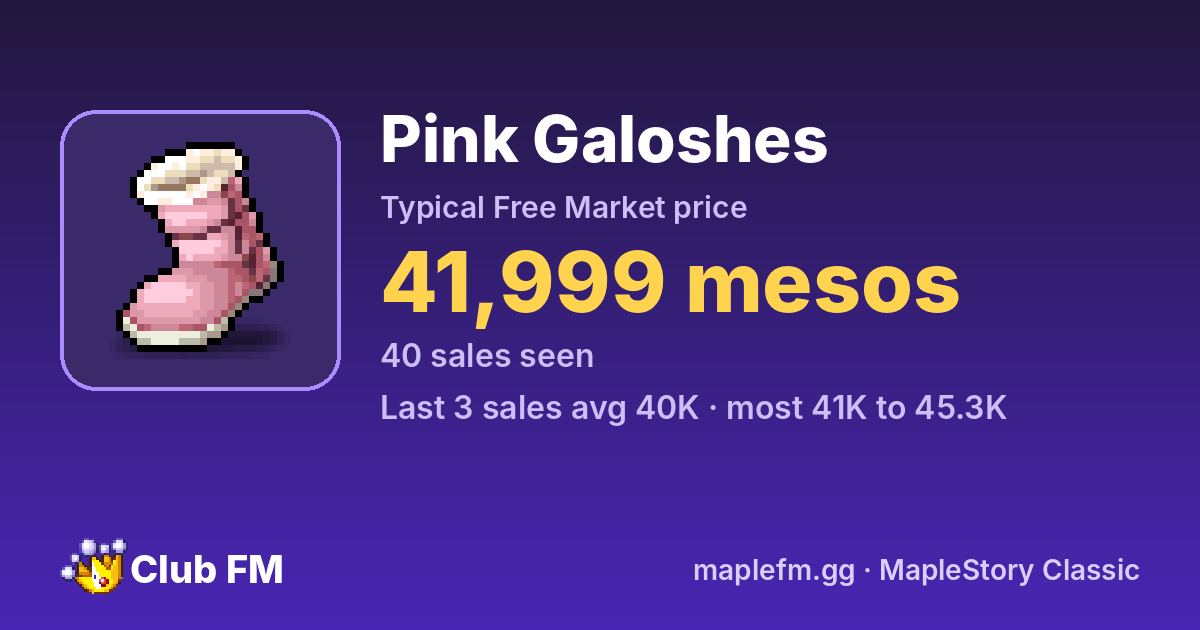 Pink Galoshes
Typical Free Market price
41,999 mesos
40 sales seen
Last 3 sales avg 40K · most 41K to 45.3K
Club FM
maplefm.gg · MapleStory Classic